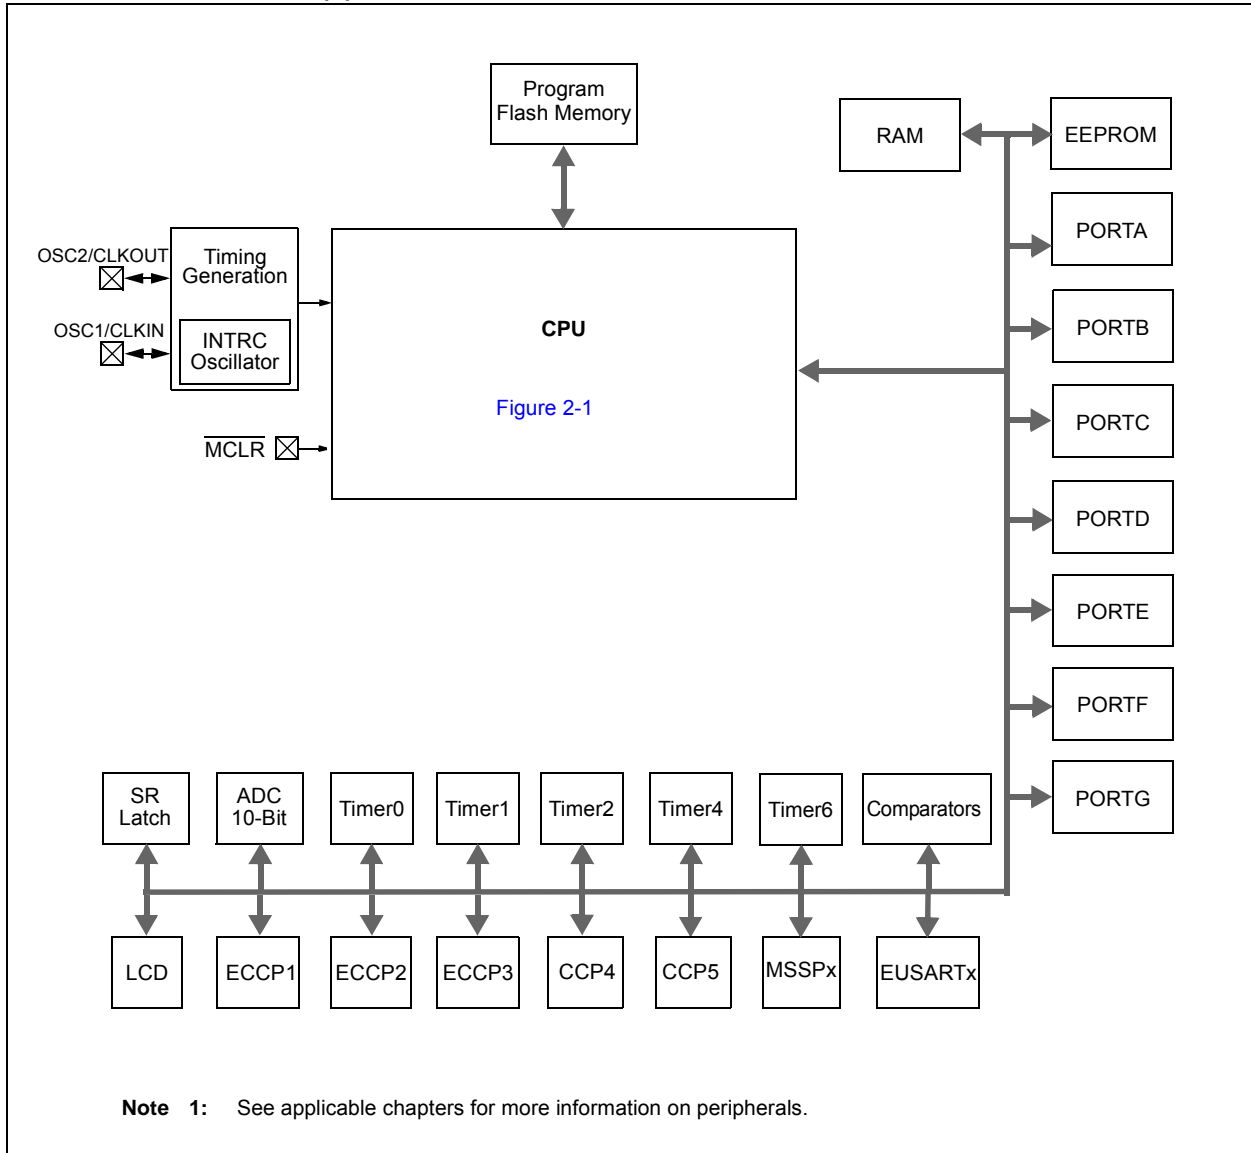 Program
Flash Memory
RAM
EEPROM
PORTA
OSC2/CLKOUT
Timing
Generation
OSC1/CLKIN
INTRC
Oscillator
CPU
PORTB
Figure 2-1
PORTC
MCLR
PORTD
PORTE
PORTF
SR
Latch
ADC
10-Bit
Timer0
Timer1
Timer2
Timer4
Timer6
Comparators
PORTG
LCD
ECCP1
ECCP2
ECCP3
CCP4
CCP5
MSSPx
EUSARTx
Note 1: See applicable chapters for more information on peripherals.